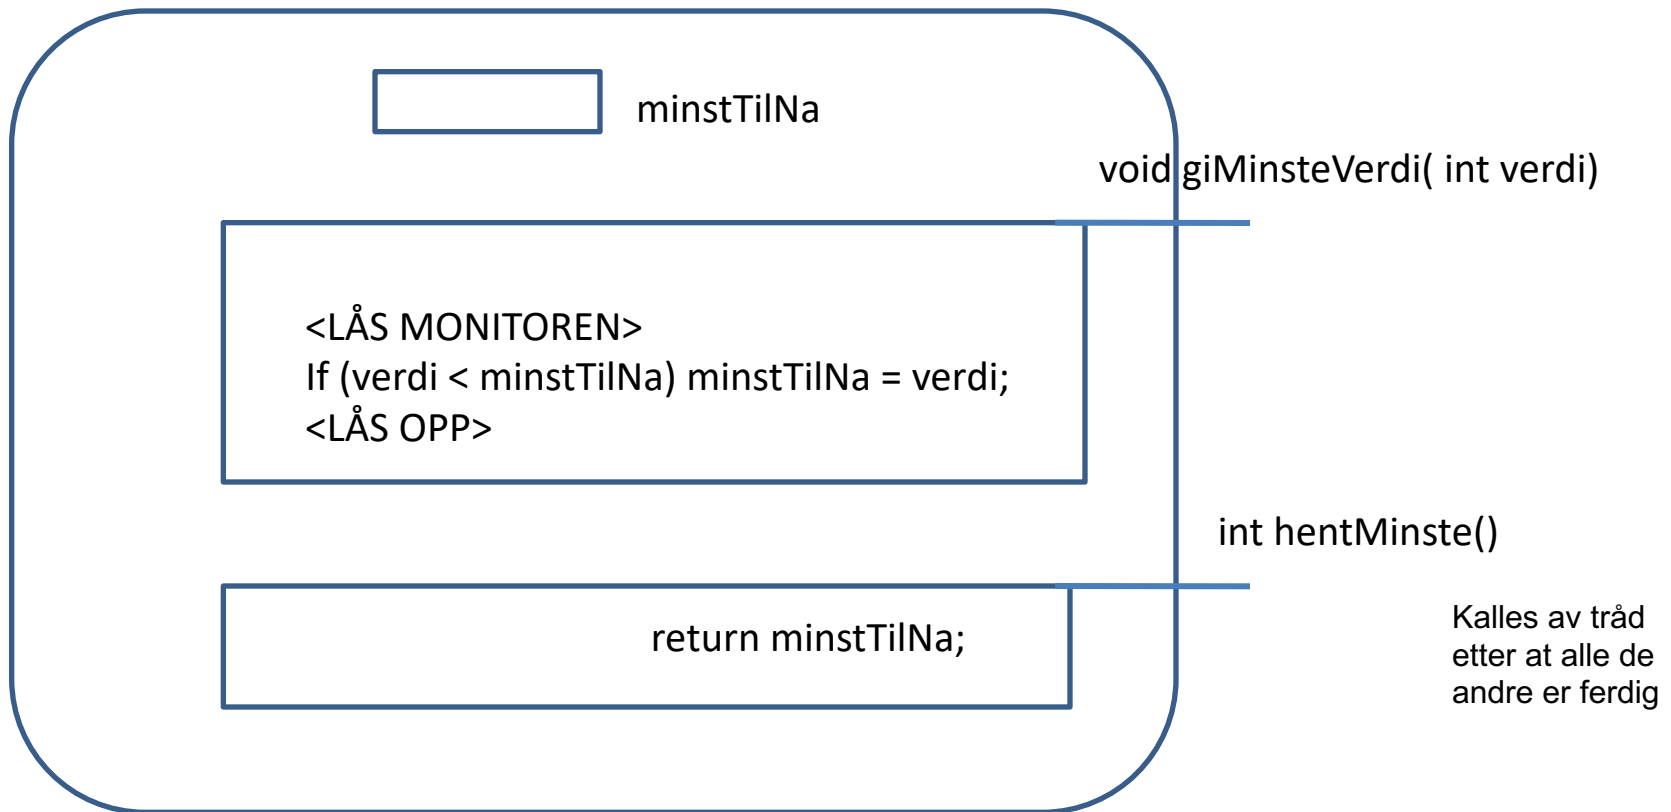 minstTilNa
void giMinsteVerdi( int verdi)
<LÅS MONITOREN>
If (verdi < minstTilNa) minstTilNa = verdi;
<LÅS OPP>
int hentMinste()
return minstTilNa;
Kalles av tråd
etter at alle de
andre er ferdig